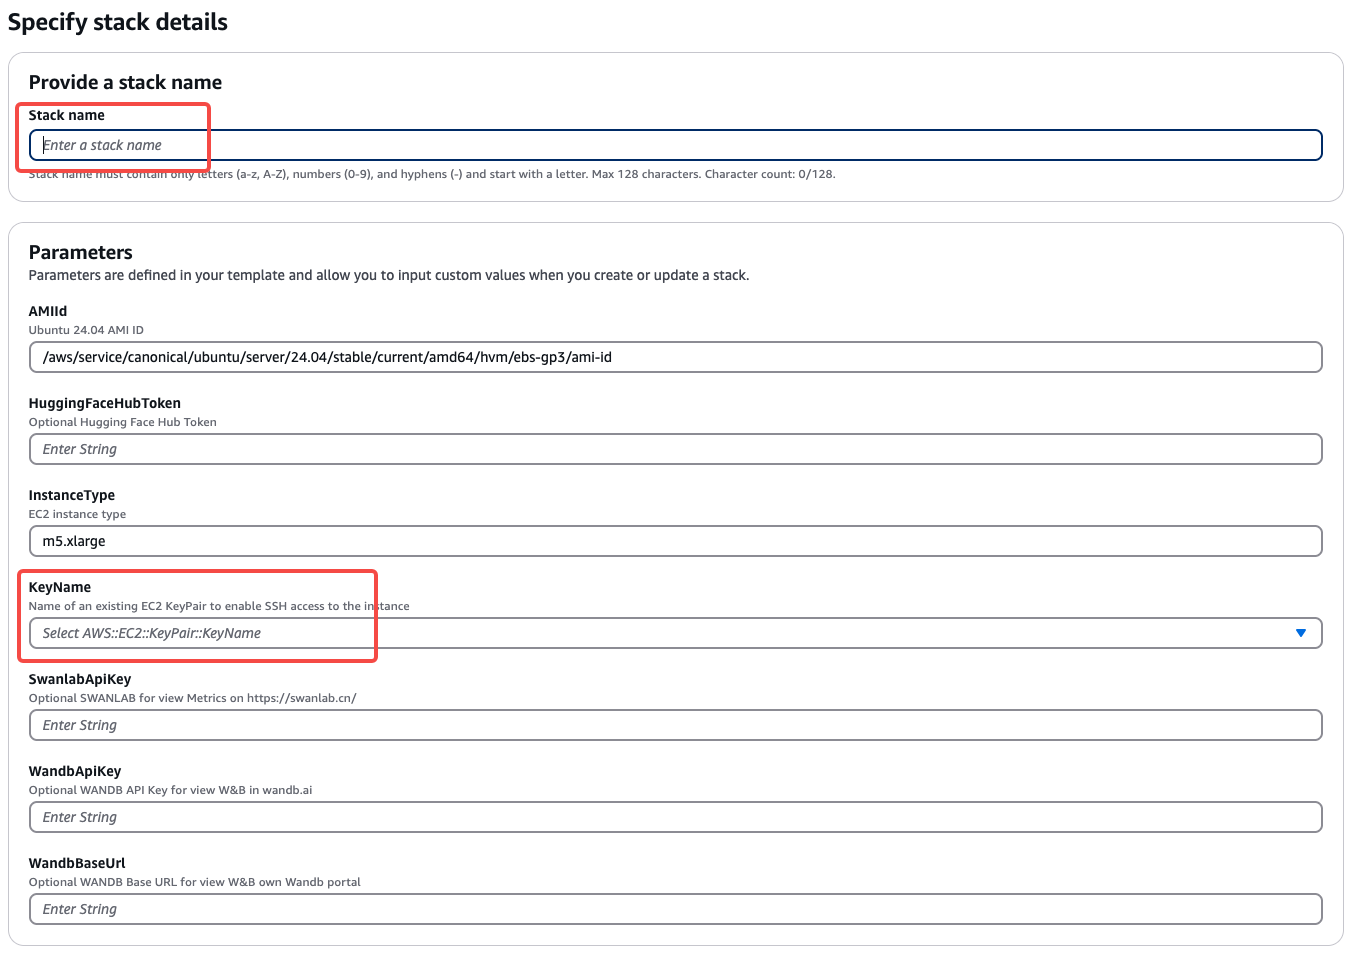 Specify stack details
Provide a stack name
Stack name
Enter a stack name
Stack name must contain only letters (a-z, A-Z), numbers (0-9), and hyphens (-) and start with a letter. Max 128 characters. Character count: 0/128.
Parameters
Parameters are defined in your template and allow you to input custom values when you create or update a stack.
AMIId
Ubuntu 24.04 AMI ID
/aws/service/canonical/ubuntu/server/24.04/stable/current/amd64/hvm/ebs-gp3/ami-id
HuggingFaceHubToken
Optional Hugging Face Hub Token
Enter String
InstanceType
EC2 instance type
m5.xlarge
KeyName
Name of an existing EC2 KeyPair to enable SSH access to the instance
Select AWS::EC2::KeyPair::KeyName
SwanlabApiKey
Optional SWANLAB for view Metrics on https://swanlab.cn/
Enter String
WandbApiKey
Optional WANDB API Key for view W&B in wandb.ai
Enter String
WandbBaseUrl
Optional WANDB Base URL for view W&B own Wandb portal
Enter String